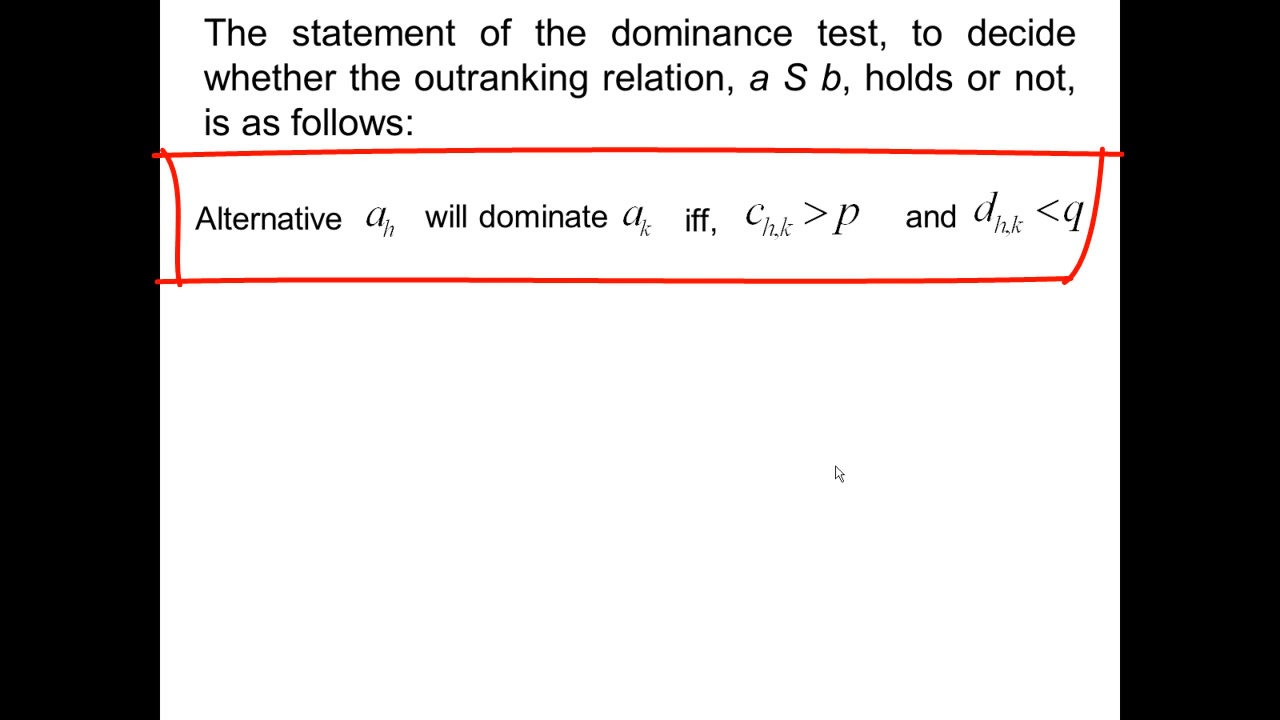 The statement of the dominance test, to decide
whether the outranking relation, a S b, holds or not,
is as follows:
Alternative a_h will dominate a_k iff, c_{h,k} > p and d_{h,k} < q